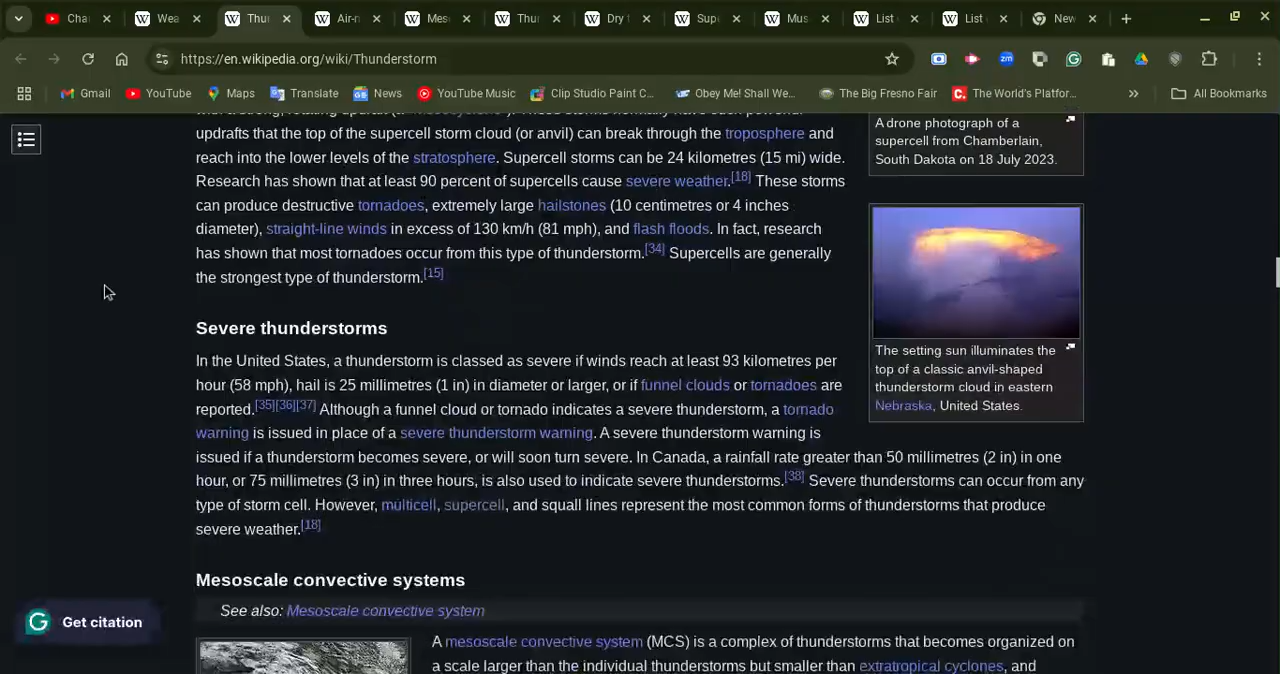 Cha
Wea
Thu
Air-r
Mes
Thu
Dry
Sup
Mus
List
List
New
https://en.wikipedia.org/wiki/Thunderstorm
Gmail
YouTube
Maps
Translate
News
YouTube Music
Clip Studio Paint C...
Obey Me! Shall We...
The Big Fresno Fair
The World's Platfor...
All Bookmarks
updrafts that the top of the supercell storm cloud (or anvil) can break through the troposphere and
reach into the lower levels of the stratosphere. Supercell storms can be 24 kilometres (15 mi) wide.
Research has shown that at least 90 percent of supercells cause severe weather.[18] These storms
can produce destructive tornadoes, extremely large hailstones (10 centimetres or 4 inches
diameter), straight-line winds in excess of 130 km/h (81 mph), and flash floods. In fact, research
has shown that most tornadoes occur from this type of thunderstorm.[34] Supercells are generally
the strongest type of thunderstorm.[15]
A drone photograph of a
supercell from Chamberlain,
South Dakota on 18 July 2023.
The setting sun illuminates the
top of a classic anvil-shaped
thunderstorm cloud in eastern
Nebraska, United States.
Severe thunderstorms
In the United States, a thunderstorm is classed as severe if winds reach at least 93 kilometres per
hour (58 mph), hail is 25 millimetres (1 in) in diameter or larger, or if funnel clouds or tornadoes are
reported.[35][36][37] Although a funnel cloud or tornado indicates a severe thunderstorm, a tornado
warning is issued in place of a severe thunderstorm warning. A severe thunderstorm warning is
issued if a thunderstorm becomes severe, or will soon turn severe. In Canada, a rainfall rate greater than 50 millimetres (2 in) in one
hour, or 75 millimetres (3 in) in three hours, is also used to indicate severe thunderstorms.[38] Severe thunderstorms can occur from any
type of storm cell. However, multicell, supercell, and squall lines represent the most common forms of thunderstorms that produce
severe weather.[18]
Mesoscale convective systems
See also: Mesoscale convective system
A mesoscale convective system (MCS) is a complex of thunderstorms that becomes organized on
a scale larger than the individual thunderstorms but smaller than extratropical cyclones, and
Get citation